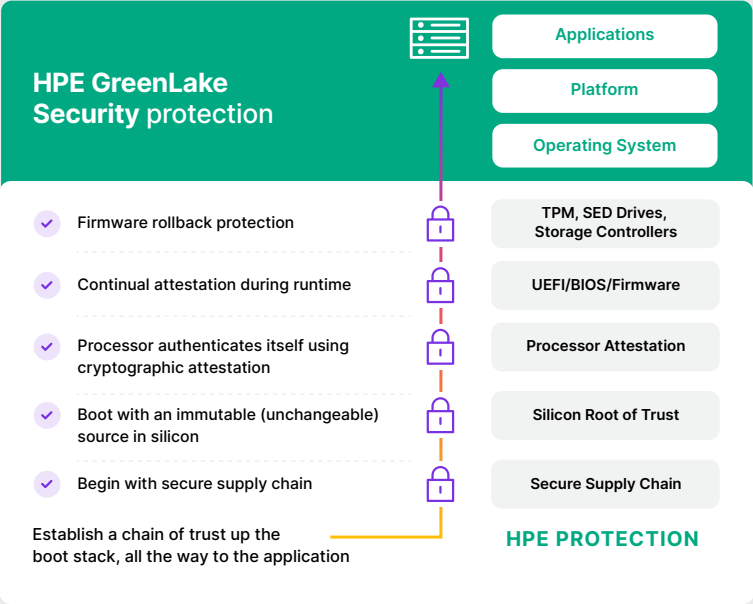 HPE GreenLake
Security protection
Applications
Platform
Operating System
Firmware rollback protection
TPM, SED Drives,
Storage Controllers
Continual attestation during runtime
UEFI/BIOS/Firmware
Processor authenticates itself using
cryptographic attestation
Processor Attestation
Boot with an immutable (unchangeable)
source in silicon
Silicon Root of Trust
Begin with secure supply chain
Secure Supply Chain
Establish a chain of trust up the
boot stack, all the way to the application
HPE PROTECTION